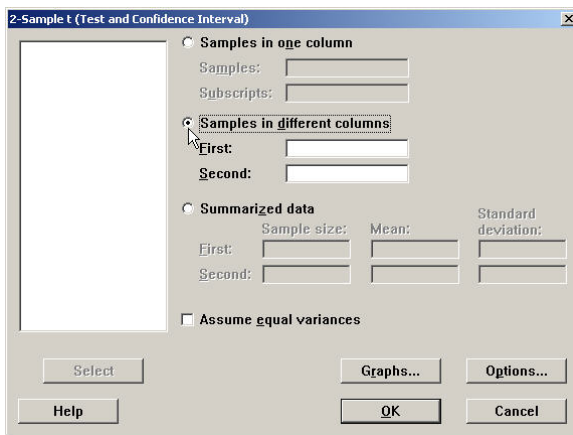 2-Sample t (Test and Confidence Interval)
Samples in one column
Samples:
Subscripts:
Samples in different columns
First:
Second:
Summarized data
Sample size: Mean: Standard deviation:
First:
Second:
Assume equal variances
Select
Graphs... Options...
Help OK Cancel